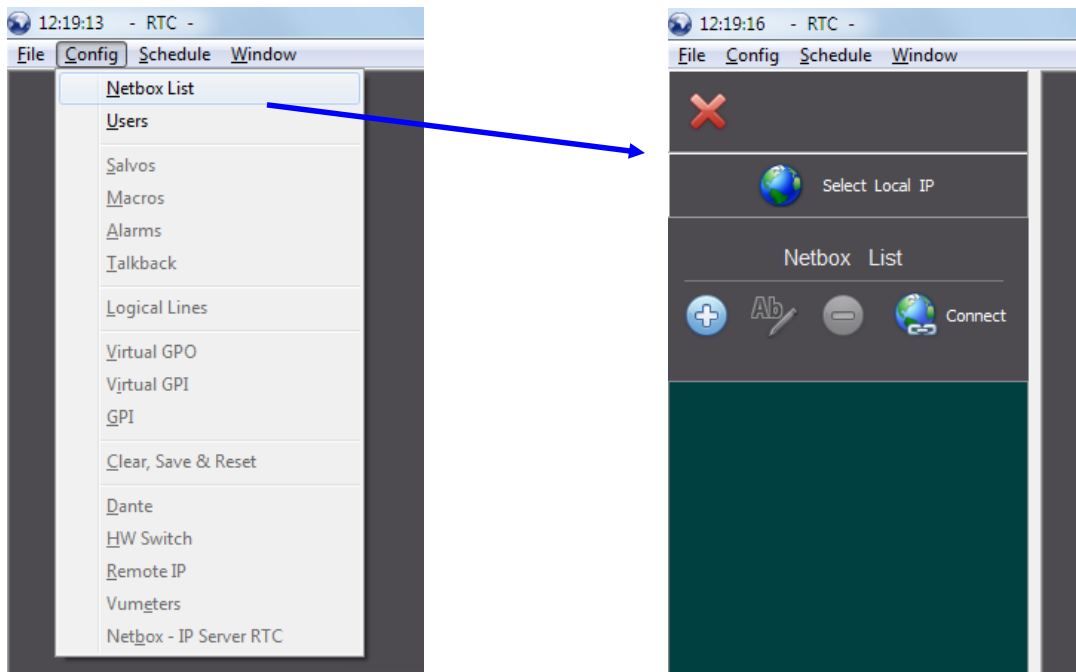 12:19:13 - RTC -
File Config Schedule Window
Netbox List
Users
Salvos
Macros
Alarms
Talkback
Logical Lines
Virtual GPO
Virtual GPI
GPI
Clear, Save & Reset
Dante
HW Switch
Remote IP
Vumeters
Netbox - IP Server RTC
12:19:16 - RTC -
File Config Schedule Window
Select Local IP
Netbox List
Ab
Connect